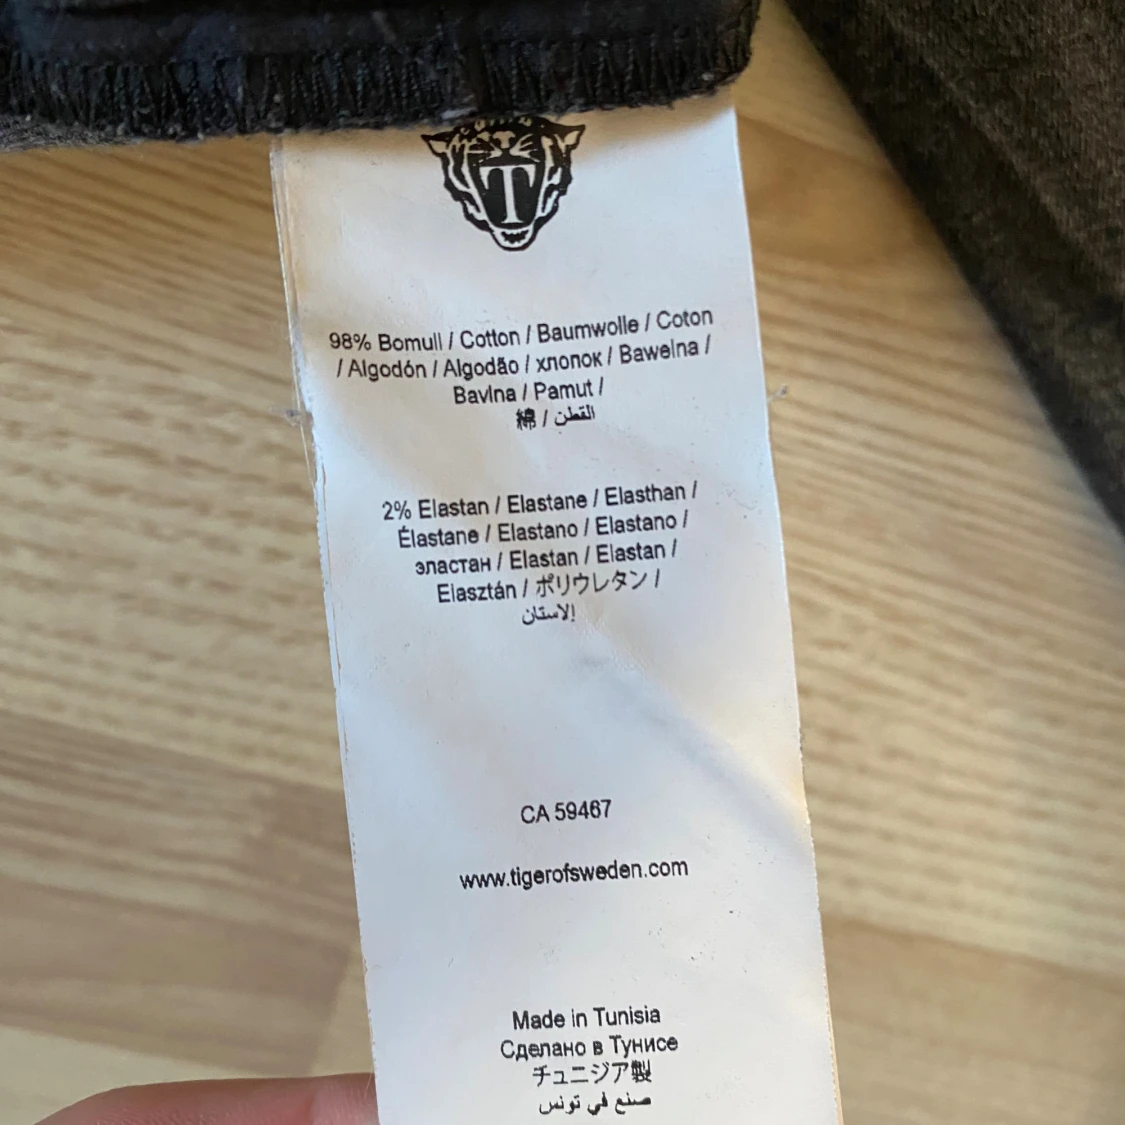 T
98% Bomull / Cotton / Baumwolle / Coton
/ Algodón / Algodão / хлопок / Bawełna /
Bavlna / Pamut /
綿 / القطن
2% Elastan / Elastane / Elasthan /
Élastane / Elastano / Elastano /
эластан / Elastan / Elastan /
Elasztán / ポリウレタン /
الاستان
CA 59467
www.tigerofsweden.com
Made in Tunisia
Сделано в Тунисе
チュニジア製
صنع في تونس